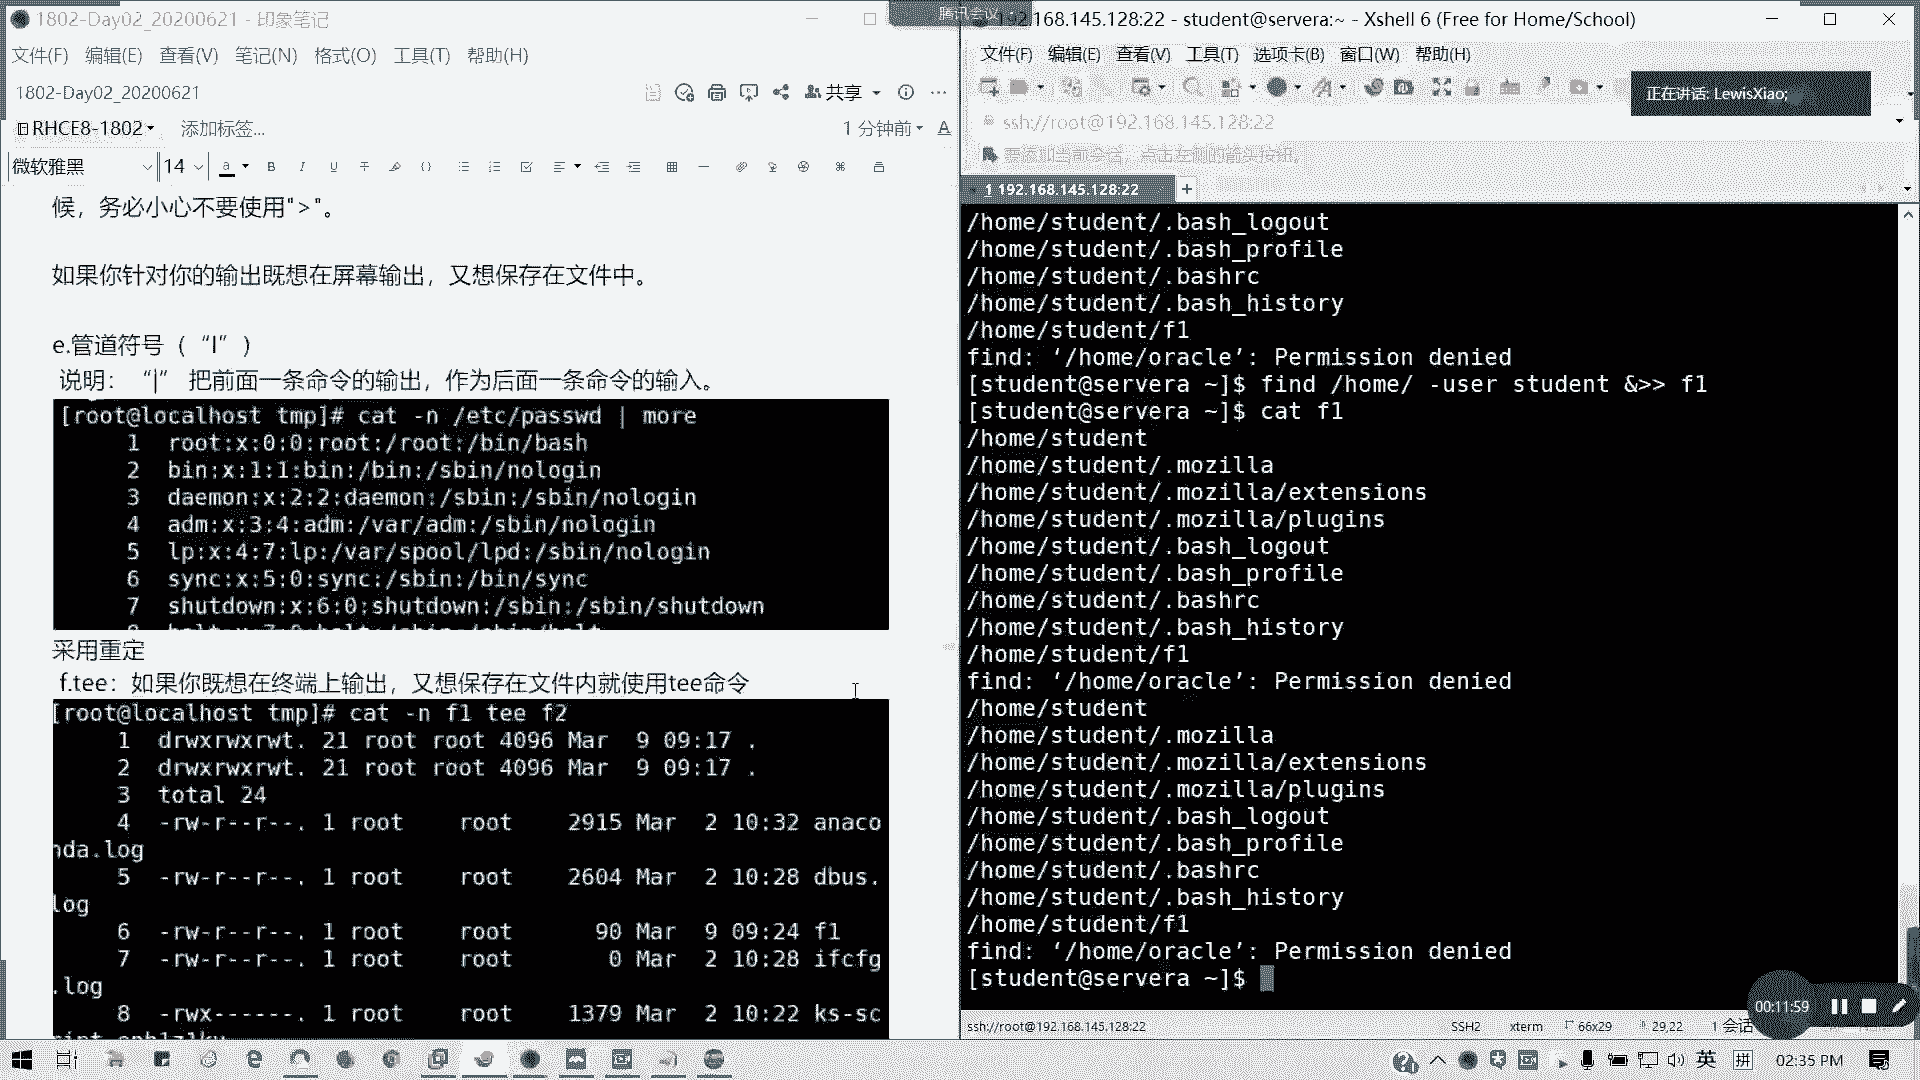 1802-Day02_20200621 - 印象笔记
文件(F) 编辑(E) 查看(V) 笔记(N) 格式(O) 工具(T) 帮助(H)
1802-Day02_20200621
共享
RHCE8-1802
添加标签...
1 分钟前
微软雅黑 14
候，务必小心不要使用">"。
如果你针对你的输出既想在屏幕输出，又想保存在文件中。
e.管道符号（ “I” ）
说明： “|” 把前面一条命令的输出，作为后面一条命令的输入。
[root@localhost tmp]# cat -n /etc/passwd | more
1 root:x:0:0:root:/root:/bin/bash
2 bin:x:1:1:bin:/bin:/sbin/nologin
3 daemon:x:2:2:daemon:/sbin:/sbin/nologin
4 adm:x:3:4:adm:/var/adm:/sbin/nologin
5 lp:x:4:7:lp:/var/spool/lpd:/sbin/nologin
6 sync:x:5:0:sync:/sbin:/bin/sync
7 shutdown:x:6:0:shutdown:/sbin:/sbin/shutdown
采用重定
f.tee：如果你既想在终端上输出，又想保存在文件内就使用tee命令
[root@localhost tmp]# cat -n f1 tee f2
1 drwxrwxrwt. 21 root root 4096 Mar 9 09:17 .
2 drwxrwxrwt. 21 root root 4096 Mar 9 09:17 .
3 total 24
4 -rw-r--r--. 1 root root 2915 Mar 2 10:32 anaco
nda.log
5 -rw-r--r--. 1 root root 2604 Mar 2 10:28 dbus.
log
6 -rw-r--r--. 1 root root 90 Mar 9 09:24 f1
7 -rw-r--r--. 1 root root 0 Mar 2 10:28 ifcfg
.log
8 -rwx------. 1 root root 1379 Mar 2 10:22 ks-sc
腾讯会议
192.168.145.128:22 - student@servera:~ - Xshell 6 (Free for Home/School)
文件(F) 编辑(E) 查看(V) 工具(T) 选项卡(B) 窗口(W) 帮助(H)
正在讲话: LewisXiao;
ssh://root@192.168.145.128:22
要添加当前会话，点击左侧的箭头按钮。
1 192.168.145.128:22
/home/student/.bash_logout
/home/student/.bash_profile
/home/student/.bashrc
/home/student/.bash_history
/home/student/f1
find: ‘/home/oracle’: Permission denied
[student@servera ~]$ find /home/ -user student &>> f1
[student@servera ~]$ cat f1
/home/student
/home/student/.mozilla
/home/student/.mozilla/extensions
/home/student/.mozilla/plugins
/home/student/.bash_logout
/home/student/.bash_profile
/home/student/.bashrc
/home/student/.bash_history
/home/student/f1
find: ‘/home/oracle’: Permission denied
/home/student
/home/student/.mozilla
/home/student/.mozilla/extensions
/home/student/.mozilla/plugins
/home/student/.bash_logout
/home/student/.bash_profile
/home/student/.bashrc
/home/student/.bash_history
/home/student/f1
find: ‘/home/oracle’: Permission denied
[student@servera ~]$
00:11:59
ssh://root@192.168.145.128:22 SSH2 xterm 66x29 29,22 1 会话
英 拼 02:35 PM